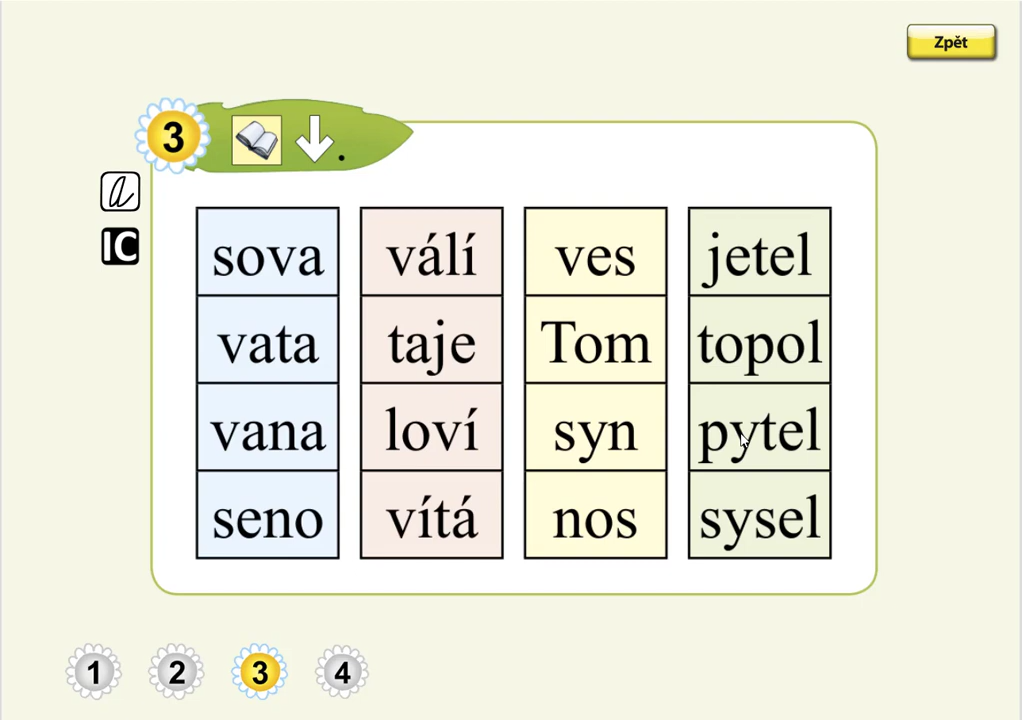 Zpět
3 .
a
IC
sova válí ves jetel
vata taje Tom topol
vana loví syn pytel
seno vítá nos sysel
1 2 3 4